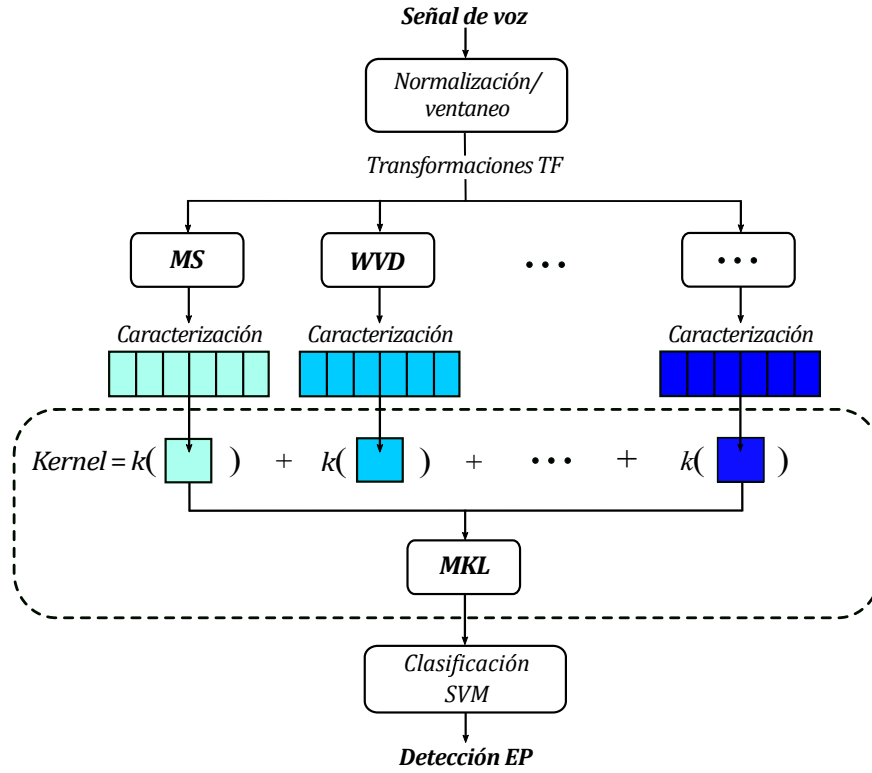 Señal de voz
Normalización/
ventaneo
Transformaciones TF
MS WVD • • • • • •
Caracterización Caracterización Caracterización
Kernel = k( ) + k( ) + • • • + k( )
MKL
Clasificación
SVM
Detección EP